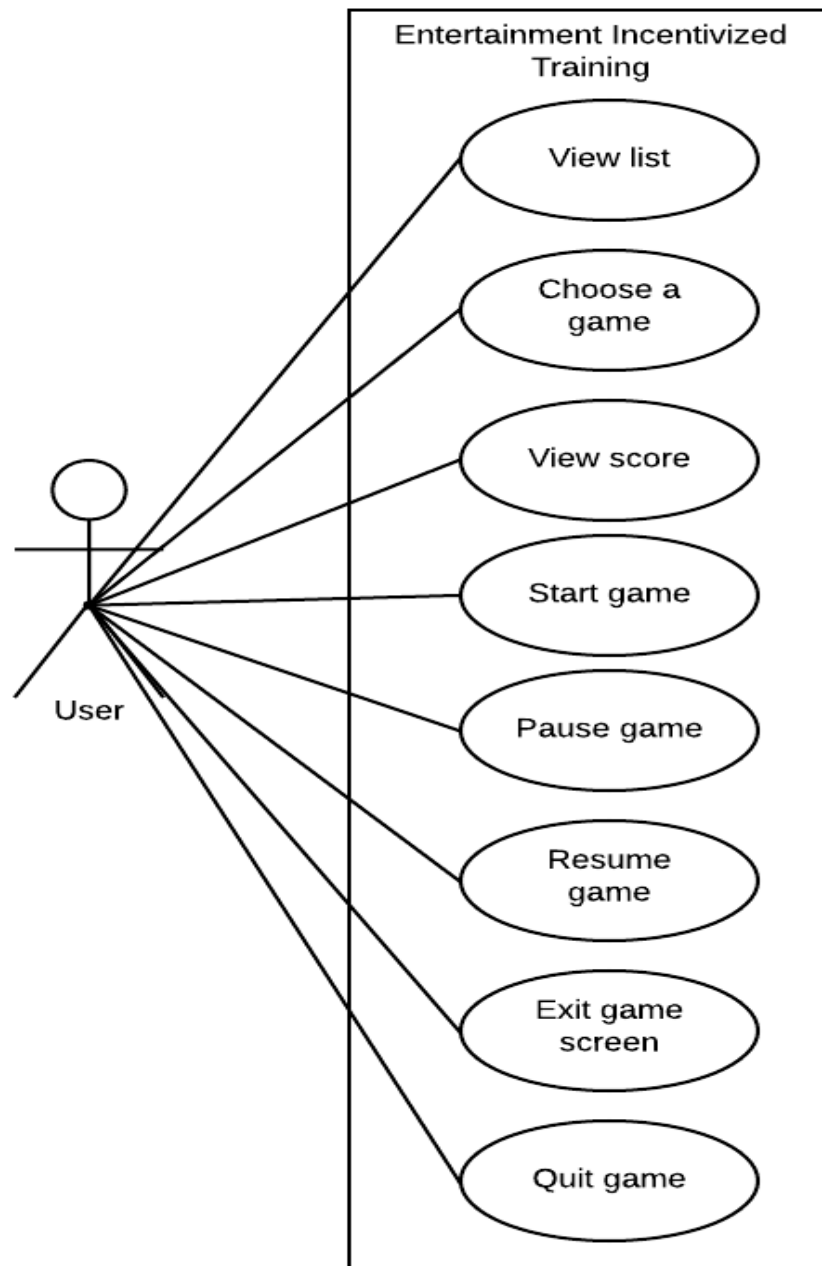 Entertainment Incentivized
Training
View list
Choose a
game
View score
Start game
User
Pause game
Resume
game
Exit game
screen
Quit game